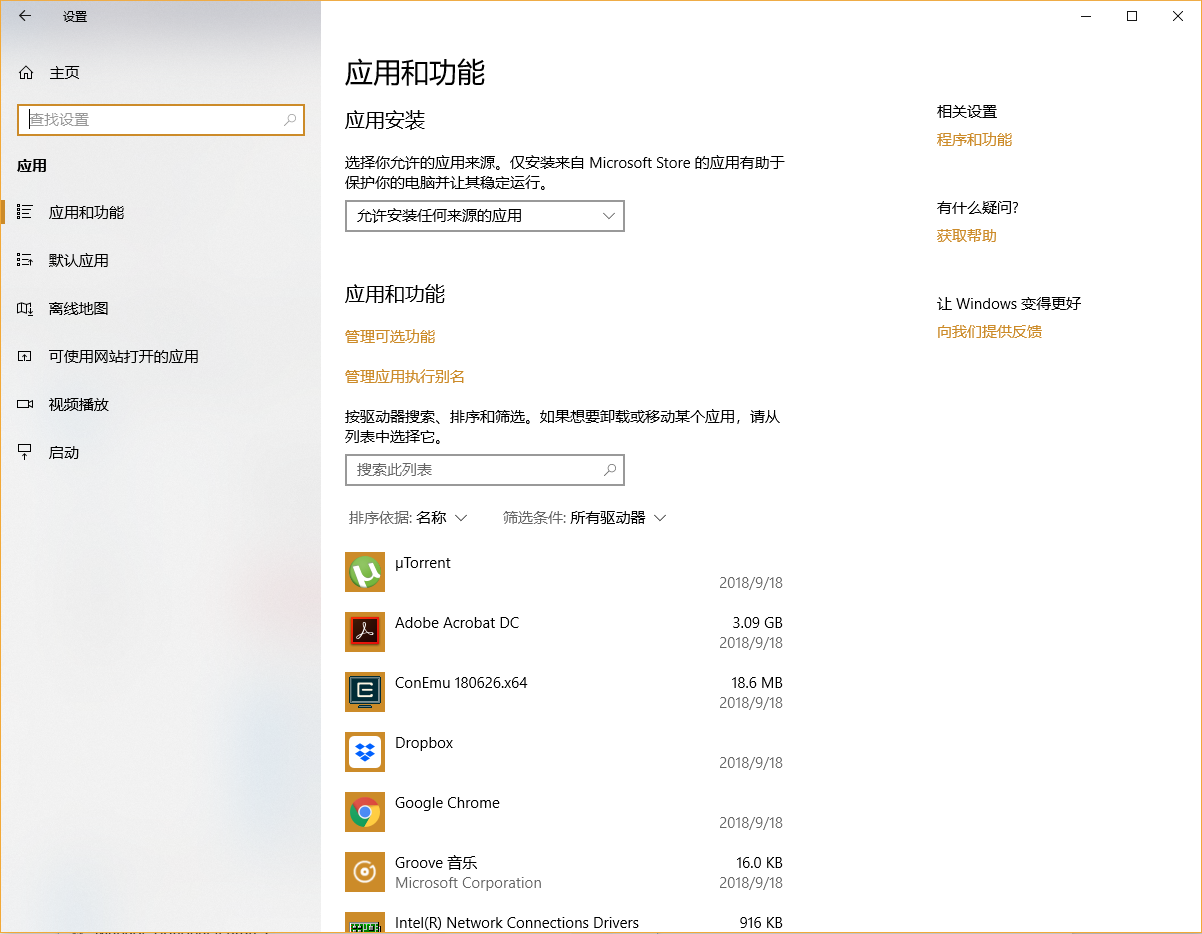 设置
主页
查找设置
应用
应用和功能
默认应用
离线地图
可使用网站打开的应用
视频播放
启动
应用和功能
应用安装
选择你允许的应用来源。仅安装来自 Microsoft Store 的应用有助于
保护你的电脑并让其稳定运行。
允许安装任何来源的应用
应用和功能
管理可选功能
管理应用执行别名
按驱动器搜索、排序和筛选。如果想要卸载或移动某个应用，请从
列表中选择它。
搜索此列表
排序依据: 名称 筛选条件: 所有驱动器
µTorrent
2018/9/18
Adobe Acrobat DC 3.09 GB
2018/9/18
ConEmu 180626.x64 18.6 MB
2018/9/18
Dropbox
2018/9/18
Google Chrome
2018/9/18
Groove 音乐 16.0 KB
Microsoft Corporation 2018/9/18
Intel(R) Network Connections Drivers 916 KB
相关设置
程序和功能
有什么疑问?
获取帮助
让 Windows 变得更好
向我们提供反馈